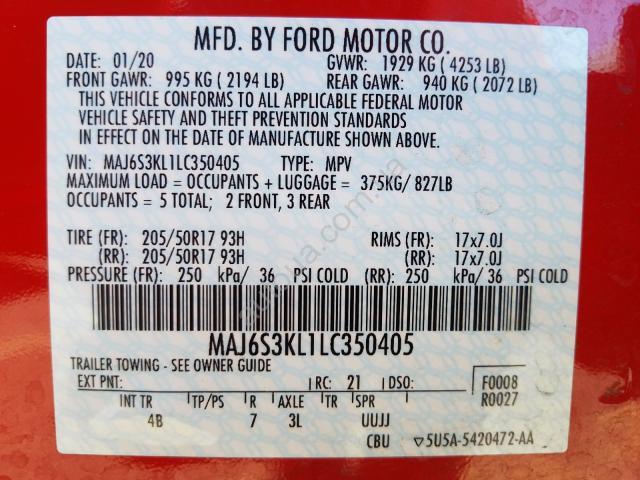 MFD. BY FORD MOTOR CO.
DATE: 01/20 GVWR: 1929 KG ( 4253 LB)
FRONT GAWR: 995 KG ( 2194 LB) REAR GAWR: 940 KG ( 2072 LB)
THIS VEHICLE CONFORMS TO ALL APPLICABLE FEDERAL MOTOR
VEHICLE SAFETY AND THEFT PREVENTION STANDARDS
IN EFFECT ON THE DATE OF MANUFACTURE SHOWN ABOVE.
VIN: MAJ6S3KL1LC350405 TYPE: MPV
MAXIMUM LOAD = OCCUPANTS + LUGGAGE = 375KG/ 827LB
OCCUPANTS = 5 TOTAL; 2 FRONT, 3 REAR
TIRE (FR): 205/50R17 93H RIMS (FR): 17x7.0J
(RR): 205/50R17 93H (RR): 17x7.0J
PRESSURE (FR): 250 kPa/ 36 PSI COLD (RR): 250 kPa/ 36 PSI COLD
MAJ6S3KL1LC350405
TRAILER TOWING - SEE OWNER GUIDE
EXT PNT: RC: 21 DSO: F0008
R0027
INT TR TP/PS R AXLE TR SPR
4B 7 3L UUJJ
CBU ▽5U5A-5420472-AA